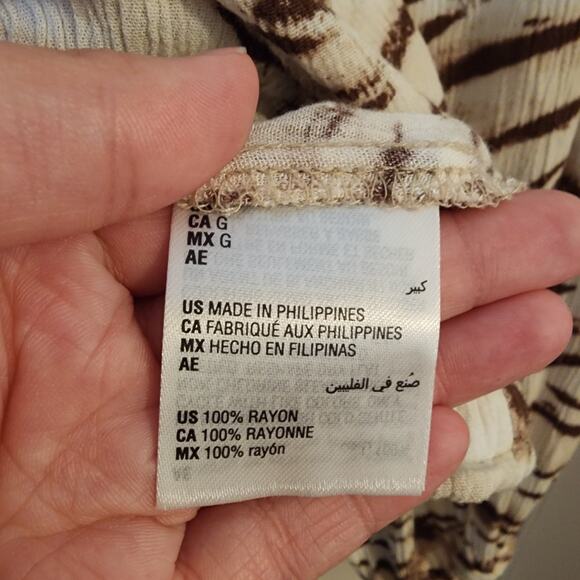 CA G
MX G
AE
كبير
US MADE IN PHILIPPINES
CA FABRIQUÉ AUX PHILIPPINES
MX HECHO EN FILIPINAS
AE
صُنع في الفلبين
US 100% RAYON
CA 100% RAYONNE
MX 100% rayón